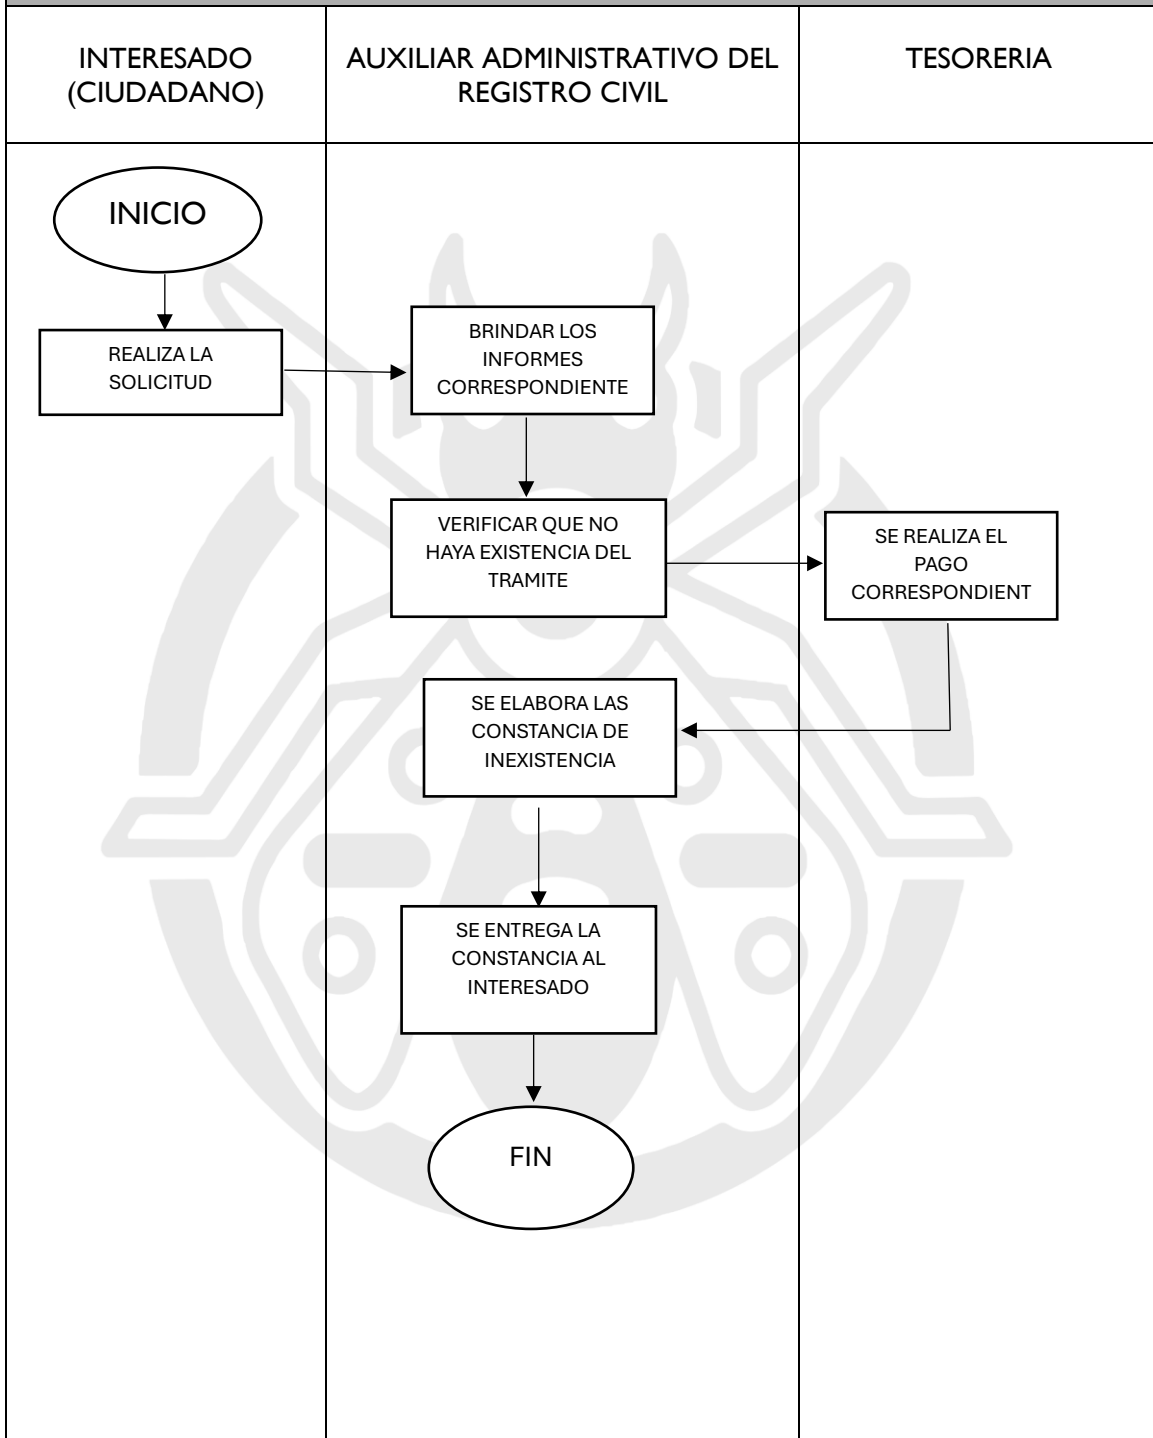 INTERESADO
(CIUDADANO)
AUXILIAR ADMINISTRATIVO DEL
REGISTRO CIVIL
TESORERIA
INICIO
REALIZA LA
SOLICITUD
BRINDAR LOS
INFORMES
CORRESPONDIENTE
VERIFICAR QUE NO
HAYA EXISTENCIA DEL
TRAMITE
SE REALIZA EL
PAGO
CORRESPONDIENT
SE ELABORA LAS
CONSTANCIA DE
INEXISTENCIA
SE ENTREGA LA
CONSTANCIA AL
INTERESADO
FIN